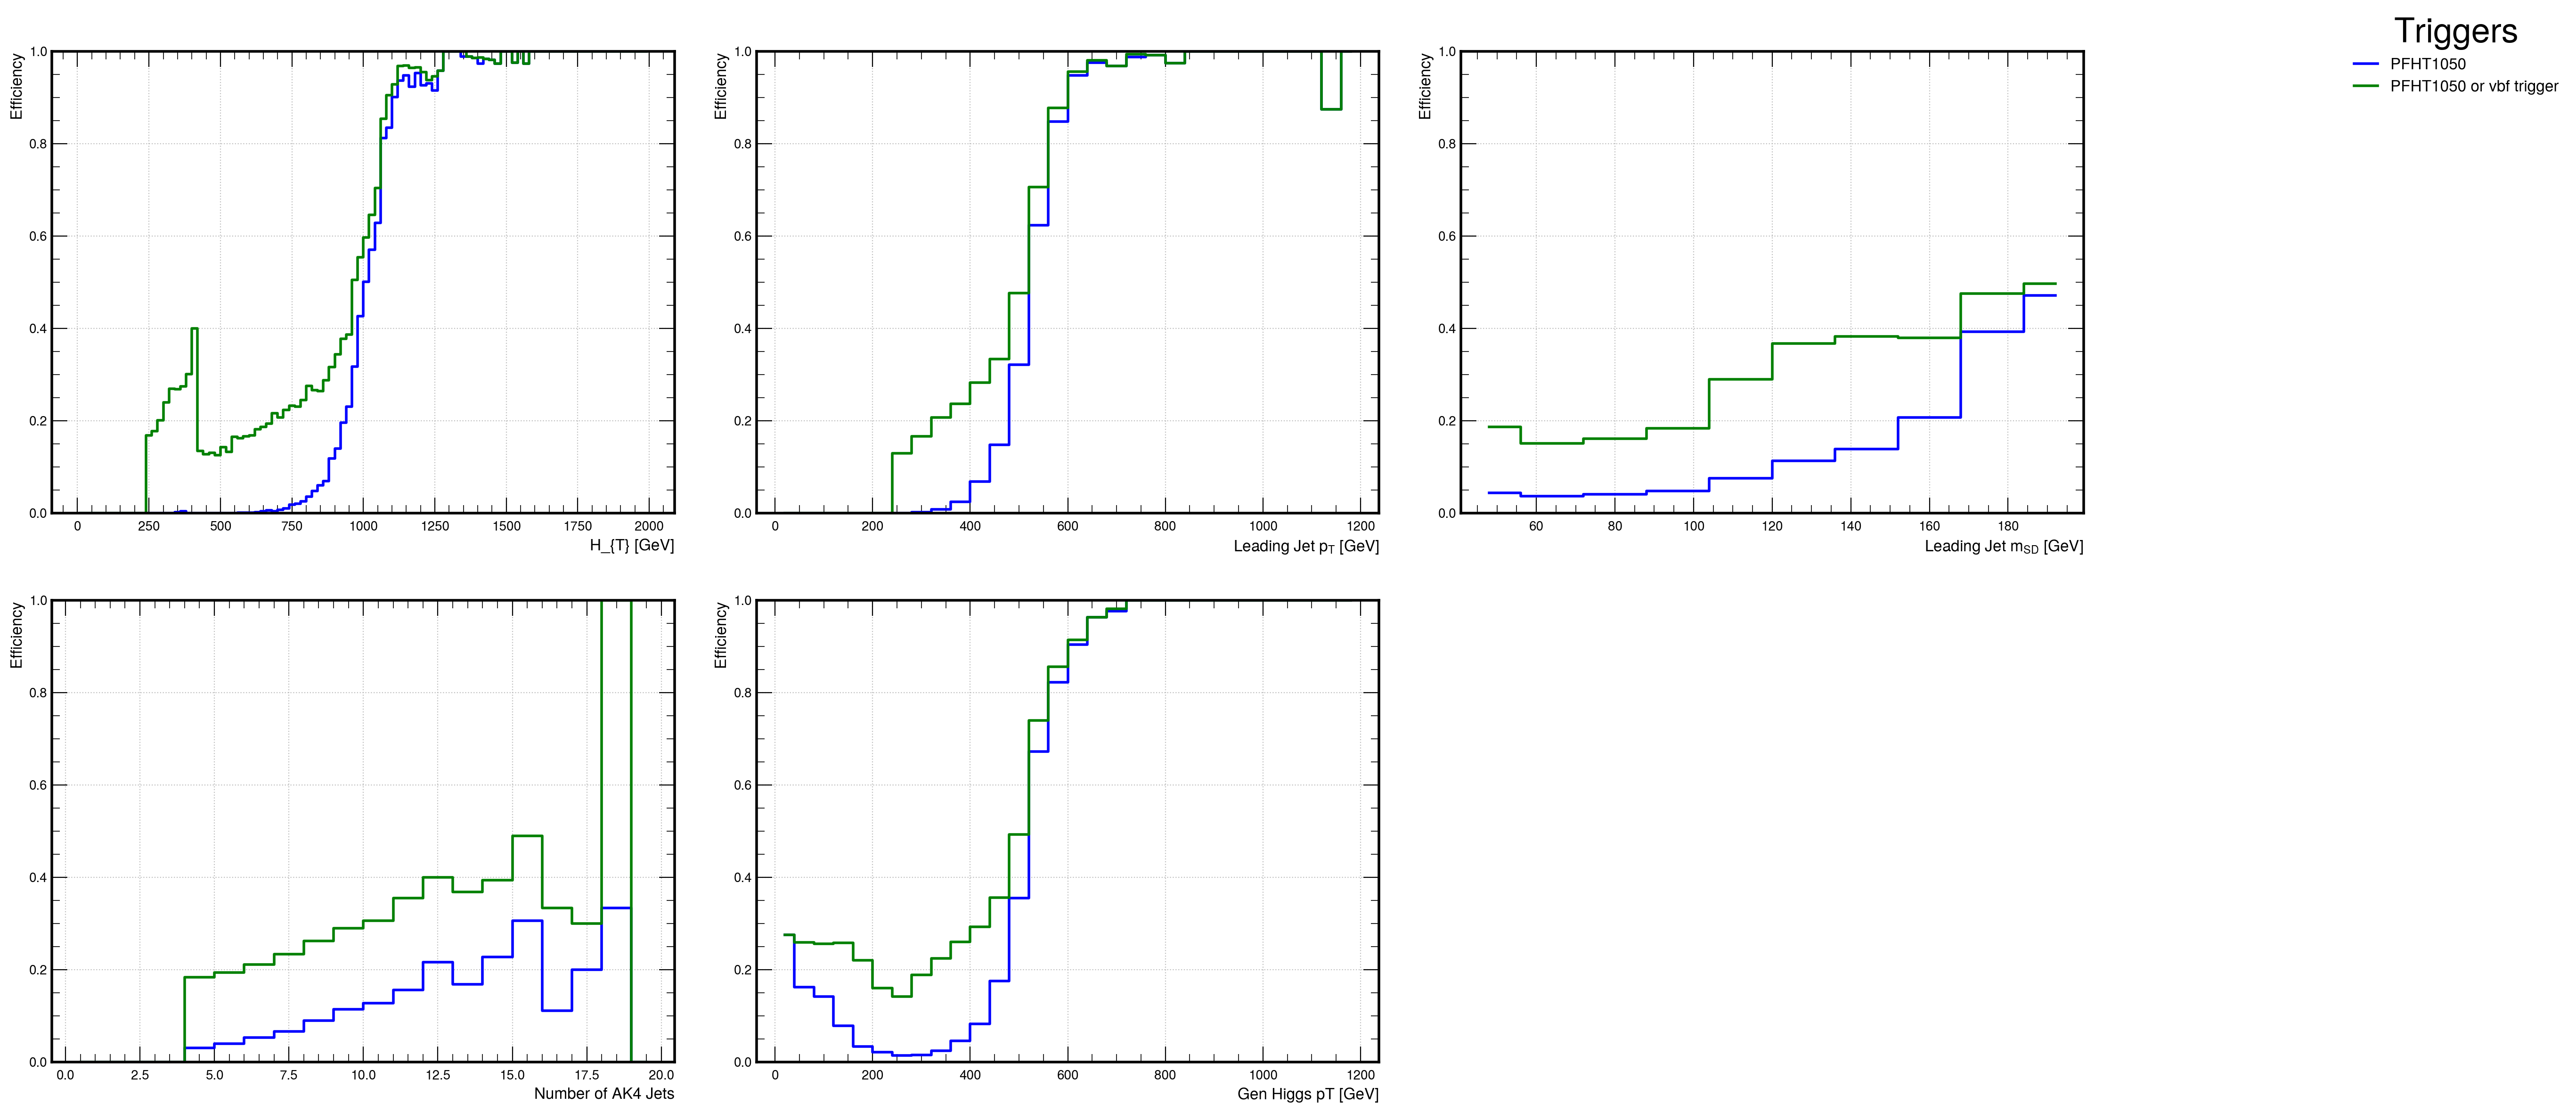 Triggers
PFHT1050
PFHT1050 or vbf trigger
Efficiency
1.0
0.8
0.6
0.4
0.2
0.0
0 250 500 750 1000 1250 1500 1750 2000
H_{T} [GeV]
Efficiency
1.0
0.8
0.6
0.4
0.2
0.0
0 200 400 600 800 1000 1200
Leading Jet pT [GeV]
Efficiency
1.0
0.8
0.6
0.4
0.2
0.0
60 80 100 120 140 160 180
Leading Jet mSD [GeV]
Efficiency
1.0
0.8
0.6
0.4
0.2
0.0
0.0 2.5 5.0 7.5 10.0 12.5 15.0 17.5 20.0
Number of AK4 Jets
Efficiency
1.0
0.8
0.6
0.4
0.2
0.0
0 200 400 600 800 1000 1200
Gen Higgs pT [GeV]